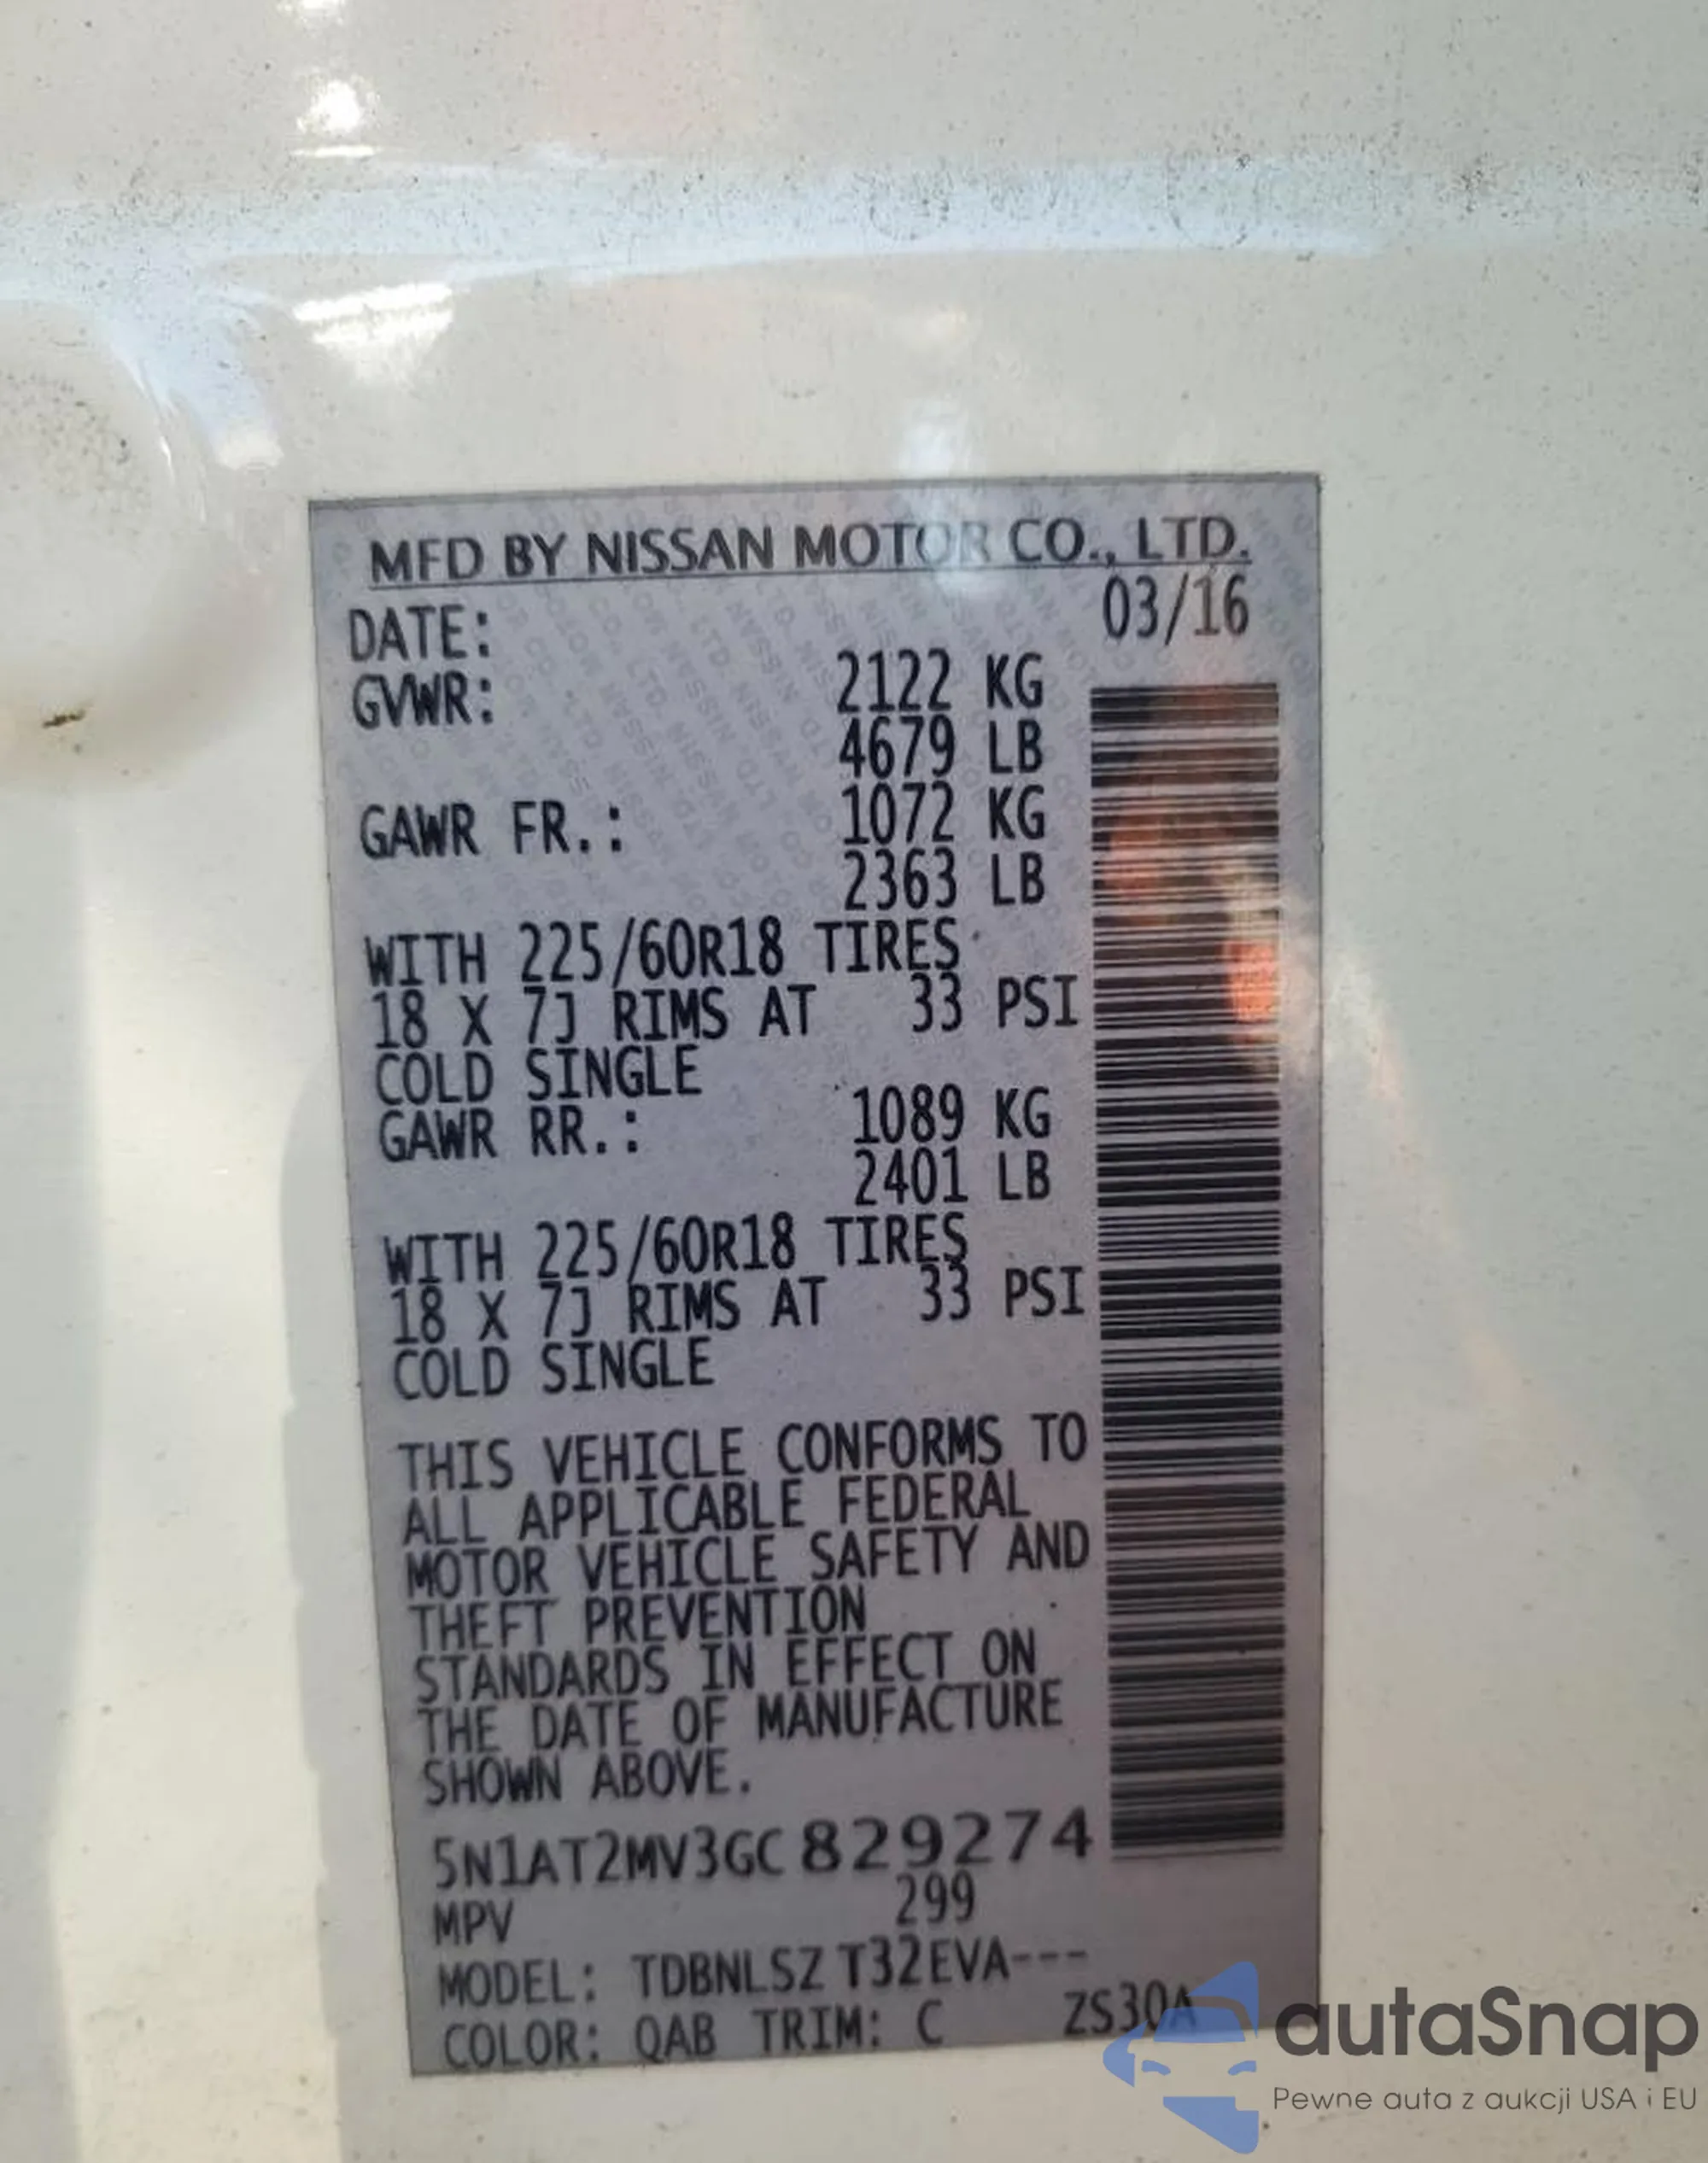 MFD BY NISSAN MOTOR CO., LTD.
DATE: 03/16
GVWR: 2122 KG
4679 LB
GAWR FR.: 1072 KG
2363 LB
WITH 225/60R18 TIRES
18 X 7J RIMS AT 33 PSI
COLD SINGLE
GAWR RR.: 1089 KG
2401 LB
WITH 225/60R18 TIRES
18 X 7J RIMS AT 33 PSI
COLD SINGLE
THIS VEHICLE CONFORMS TO
ALL APPLICABLE FEDERAL
MOTOR VEHICLE SAFETY AND
THEFT PREVENTION
STANDARDS IN EFFECT ON
THE DATE OF MANUFACTURE
SHOWN ABOVE.
5N1AT2MV3GC829274
MPV 299
MODEL: TDBNLSZ T32EVA---
COLOR: QAB TRIM: C ZS30A
autaSnap
Pewne auta z aukcji USA i EU